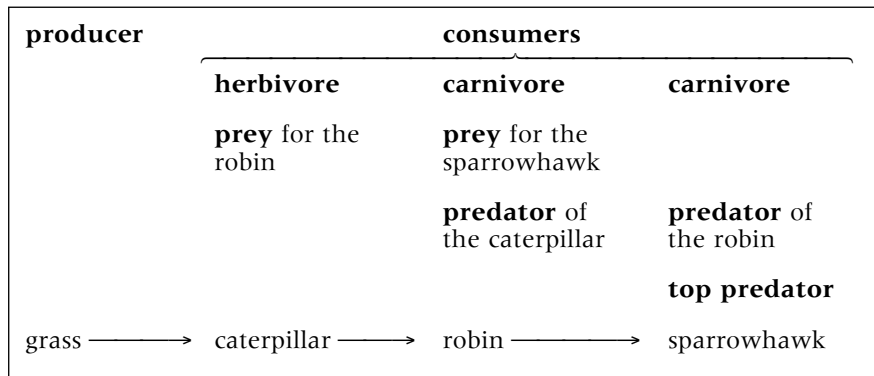 producer consumers
herbivore carnivore carnivore
prey for the prey for the
robin sparrowhawk
predator of predator of
the caterpillar the robin
top predator
grass caterpillar robin sparrowhawk